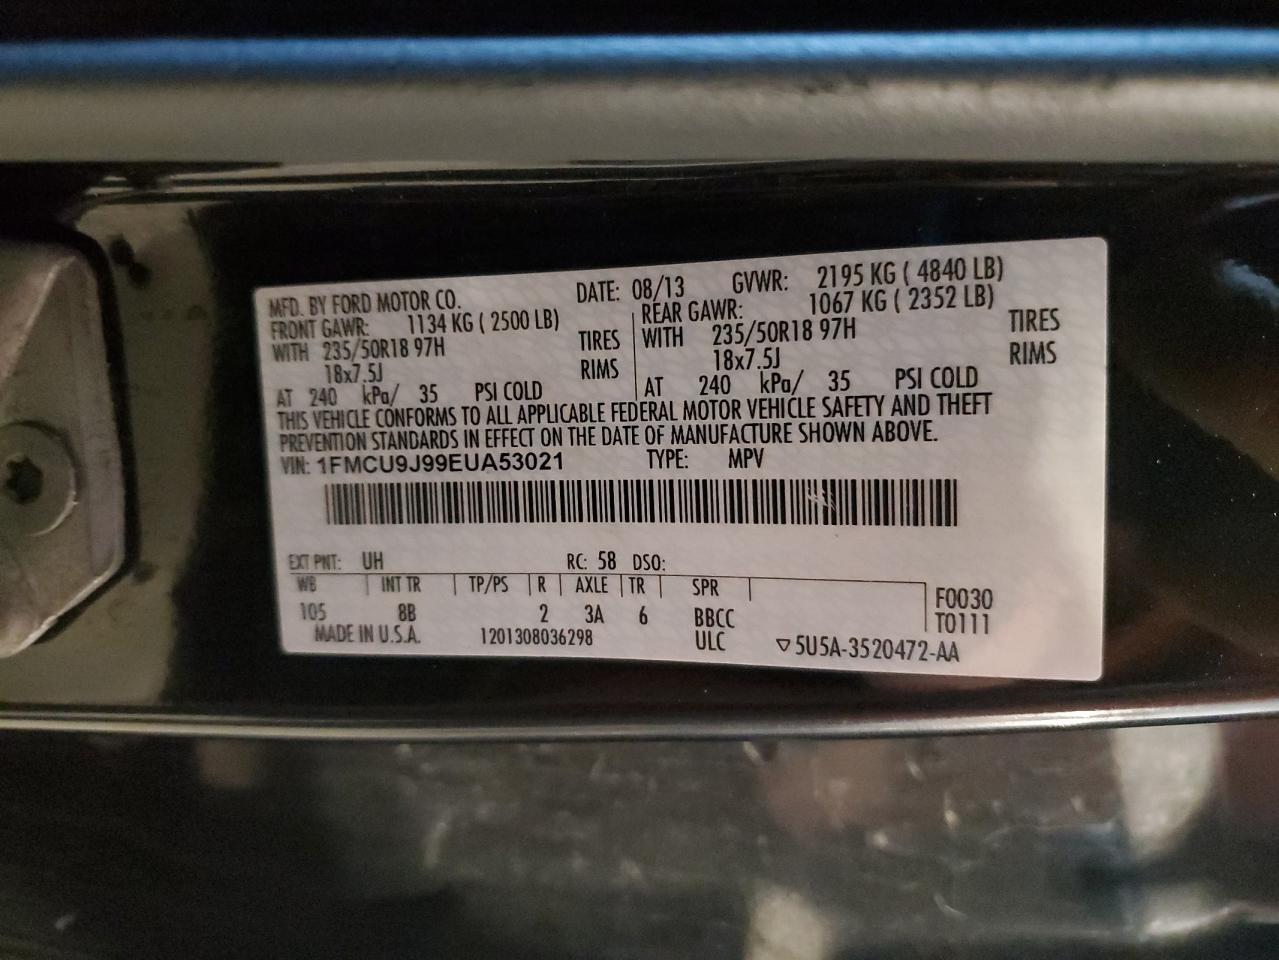 MFD. BY FORD MOTOR CO. DATE: 08/13 GVWR: 2195 KG ( 4840 LB)
FRONT GAWR: 1134 KG ( 2500 LB) REAR GAWR: 1067 KG ( 2352 LB)
WITH 235/50R18 97H TIRES WITH 235/50R18 97H TIRES
18x7.5J RIMS 18x7.5J RIMS
AT 240 kPa/ 35 PSI COLD AT 240 kPa/ 35 PSI COLD
THIS VEHICLE CONFORMS TO ALL APPLICABLE FEDERAL MOTOR VEHICLE SAFETY AND THEFT
PREVENTION STANDARDS IN EFFECT ON THE DATE OF MANUFACTURE SHOWN ABOVE.
VIN: 1FMCU9J99EUA53021 TYPE: MPV
EXT PNT: UH RC: 58 DSO:
WB INT TR TP/PS R AXLE TR SPR F0030
105 8B 2 3A 6 BBCC T0111
MADE IN U.S.A. 1201308036298 ULC ▽5U5A-3520472-AA